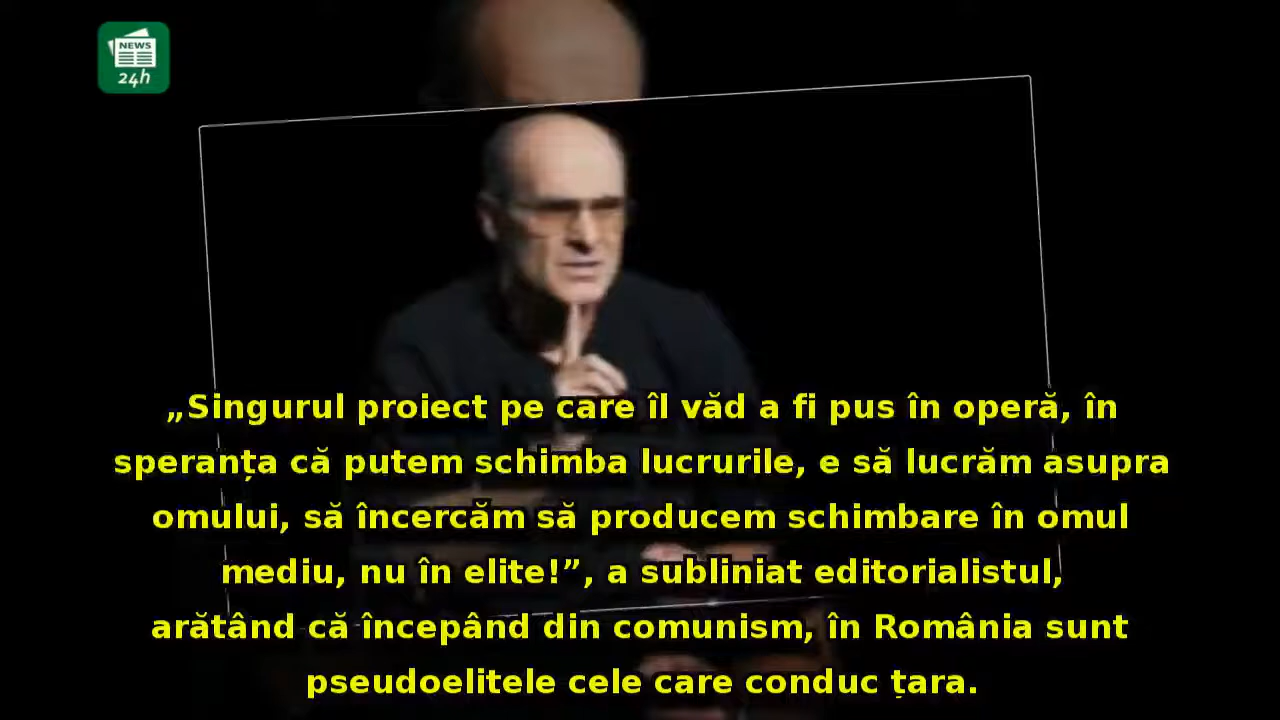 NEWS
24h
„Singurul proiect pe care îl văd a fi pus în operă, în
speranța că putem schimba lucrurile, e să lucrăm asupra
omului, să încercăm să producem schimbare în omul
mediu, nu în elite!”, a subliniat editorialistul,
arătând că începând din comunism, în România sunt
pseudoelitele cele care conduc țara.